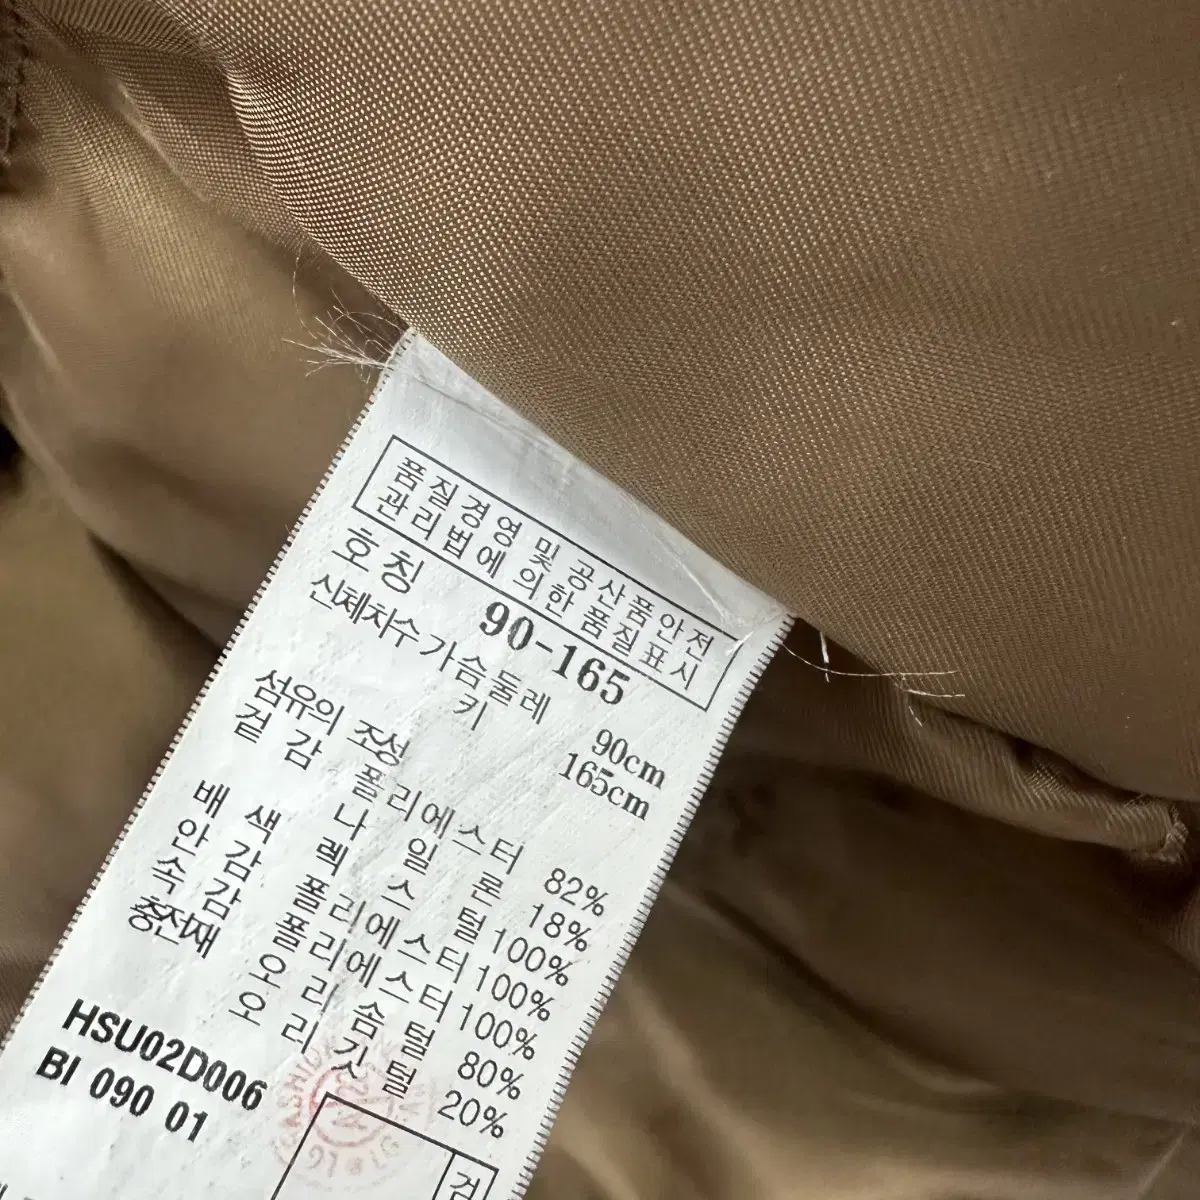 품질경영 및 공산품안전
관리법에 의한 품질표시
호칭 90-165
신체치수 가슴둘레 90cm
키 165cm
섬유의 조성
겉감 폴리에스터 82%
나일론 18%
배색 렉스털 100%
안감 폴리에스터 100%
속감 폴리에스터 100%
충전재 오리솜털 80%
오리깃털 20%
HSU02D006
BI 090 01
검